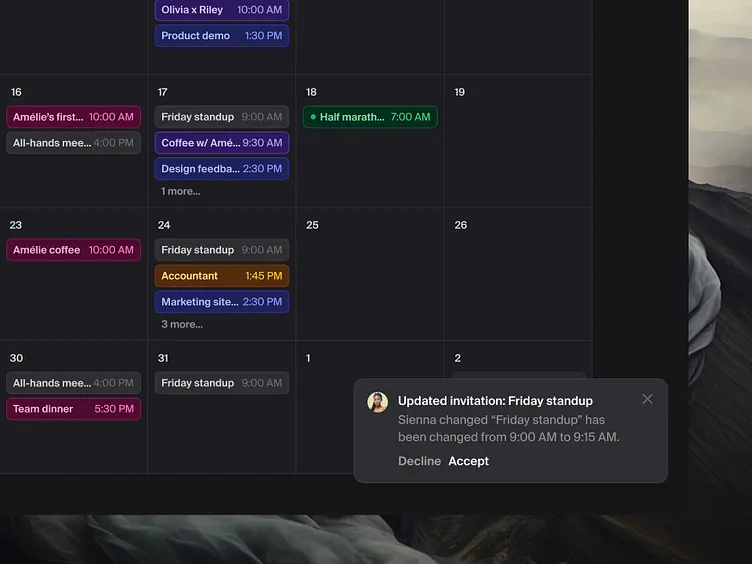 Olivia x Riley 10:00 AM
Product demo 1:30 PM
16
17
18
19
Amélie's first... 10:00 AM
Friday standup 9:00 AM
Half marath... 7:00 AM
All-hands mee... 4:00 PM
Coffee w/ Amé... 9:30 AM
Design feedba... 2:30 PM
1 more...
23
24
25
26
Amélie coffee 10:00 AM
Friday standup 9:00 AM
Accountant 1:45 PM
Marketing site... 2:30 PM
3 more...
30
31
1
2
All-hands mee... 4:00 PM
Friday standup 9:00 AM
Team dinner 5:30 PM
Updated invitation: Friday standup
Sienna changed “Friday standup” has
been changed from 9:00 AM to 9:15 AM.
Decline Accept